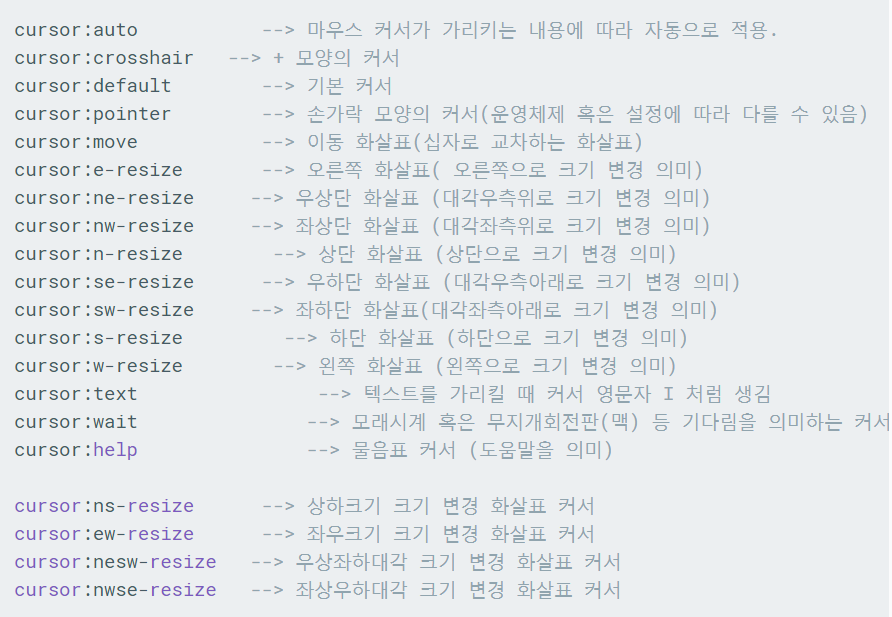 cursor:auto --> 마우스 커서가 가리키는 내용에 따라 자동으로 적용.
cursor:crosshair --> + 모양의 커서
cursor:default --> 기본 커서
cursor:pointer --> 손가락 모양의 커서(운영체제 혹은 설정에 따라 다를 수 있음)
cursor:move --> 이동 화살표(십자로 교차하는 화살표)
cursor:e-resize --> 오른쪽 화살표( 오른쪽으로 크기 변경 의미)
cursor:ne-resize --> 우상단 화살표 (대각우측위로 크기 변경 의미)
cursor:nw-resize --> 좌상단 화살표 (대각좌측위로 크기 변경 의미)
cursor:n-resize --> 상단 화살표 (상단으로 크기 변경 의미)
cursor:se-resize --> 우하단 화살표 (대각우측아래로 크기 변경 의미)
cursor:sw-resize --> 좌하단 화살표(대각좌측아래로 크기 변경 의미)
cursor:s-resize --> 하단 화살표 (하단으로 크기 변경 의미)
cursor:w-resize --> 왼쪽 화살표 (왼쪽으로 크기 변경 의미)
cursor:text --> 텍스트를 가리킬 때 커서 영문자 I 처럼 생김
cursor:wait --> 모래시계 혹은 무지개회전판(맥) 등 기다림을 의미하는 커서
cursor:help --> 물음표 커서 (도움말을 의미)
cursor:ns-resize --> 상하크기 크기 변경 화살표 커서
cursor:ew-resize --> 좌우크기 크기 변경 화살표 커서
cursor:nesw-resize --> 우상좌하대각 크기 변경 화살표 커서
cursor:nwse-resize --> 좌상우하대각 크기 변경 화살표 커서